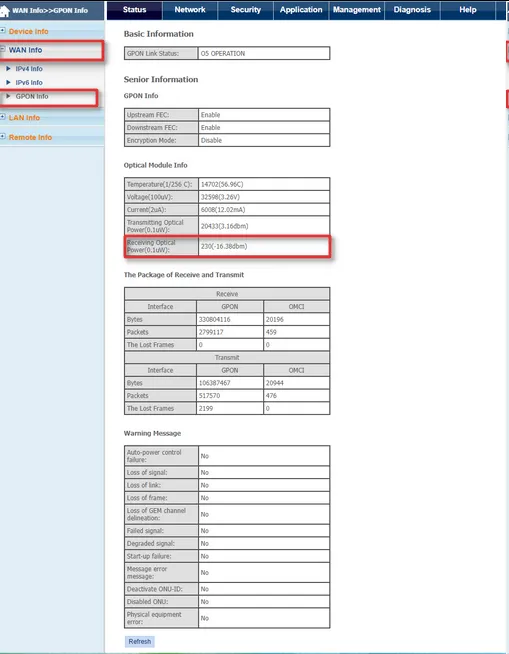 WAN Info>>GPON Info
Status Network Security Application Management Diagnosis Help
Device Info
WAN Info
IPv4 Info
IPv6 Info
GPON Info
LAN Info
Remote Info
Basic Information
GPON Link Status: O5 OPERATION
Senior Information
GPON Info
Upstream FEC: Enable
Downstream FEC: Enable
Encryption Mode: Disable
Optical Module Info
Temperature(1/256 C): 14702(56.96C)
Voltage(100uV): 32598(3.26V)
Current(2uA): 6008(12.02mA)
Transmitting Optical
Power(0.1uW): 20433(3.16dbm)
Receiving Optical
Power(0.1uW): 230(-16.38dbm)
The Package of Receive and Transmit
Receive
Interface GPON OMCI
Bytes 330804116 20196
Packets 2799117 459
The Lost Frames 0 0
Transmit
Interface GPON OMCI
Bytes 106387467 20944
Packets 517570 476
The Lost Frames 2199 0
Warning Message
Auto-power control
failure: No
Loss of signal: No
Loss of link: No
Loss of frame: No
Loss of GEM channel
delineation: No
Failed signal: No
Degraded signal: No
Start-up failure: No
Message error
message: No
Deactivate ONU-ID: No
Disabled ONU: No
Physical equipment
error: No
Refresh